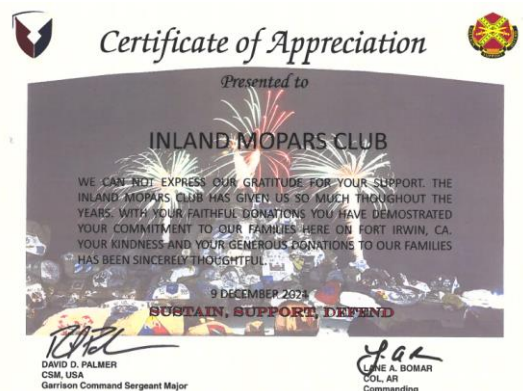 Certificate of Appreciation
Presented to
INLAND MOPARS CLUB
WE CAN NOT EXPRESS OUR GRATITUDE FOR YOUR SUPPORT. THE
INLAND MOPARS CLUB HAS GIVEN US SO MUCH THOUGHOUT THE
YEARS. WITH YOUR FAITHFUL DONATIONS YOU HAVE DEMOSTRATED
YOUR COMMITMENT TO OUR FAMILIES HERE ON FORT IRWIN, CA.
YOUR KINDNESS AND YOUR GENEROUS DONATIONS TO OUR FAMILIES
HAS BEEN SINCERELY THOUGHTFUL.
9 DECEMBER 2021
SUSTAIN, SUPPORT, DEFEND
DAVID D. PALMER
CSM, USA
Garrison Command Sergeant Major
LANE A. BOMAR
COL, AR
Commanding